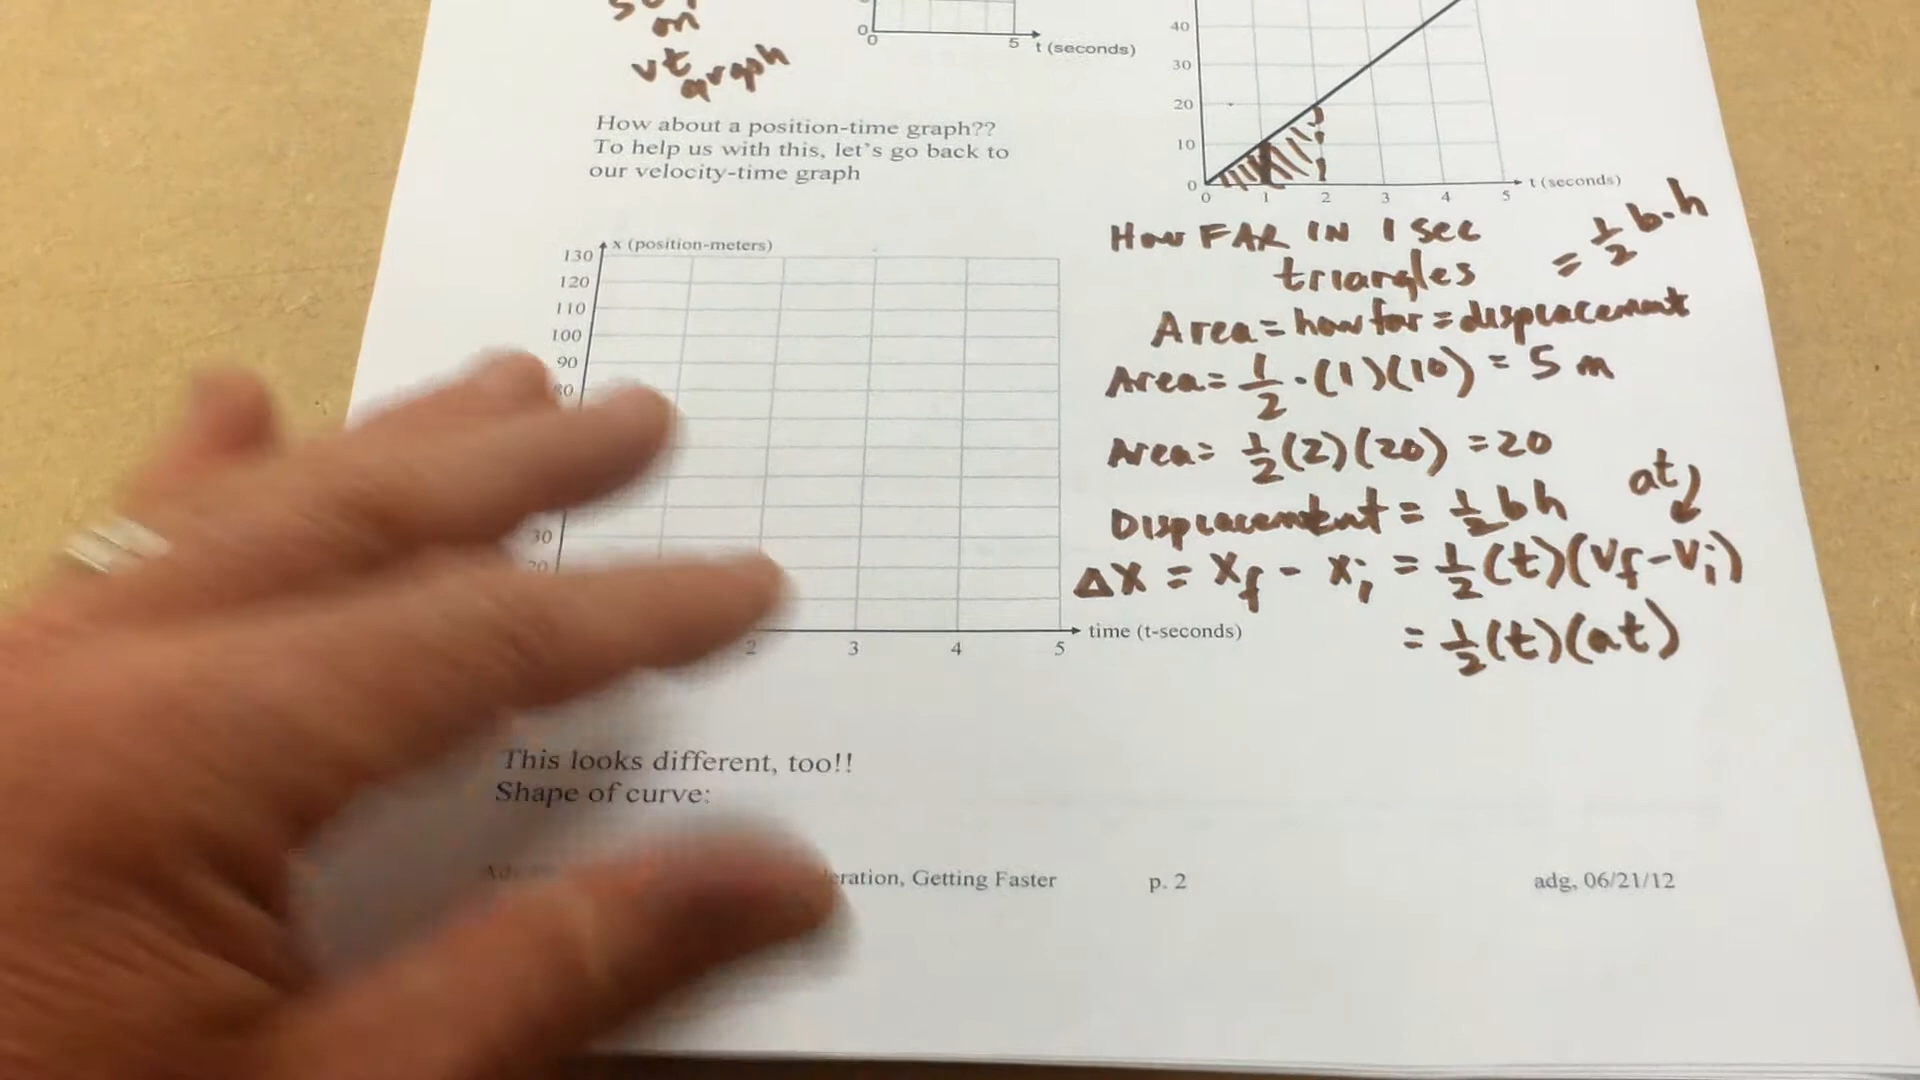 on
vt
graph
0
0
5
t (seconds)
40
30
20
10
0
0 1 2 3 4 5
t (seconds)
How about a position-time graph??
To help us with this, let's go back to
our velocity-time graph
x (position-meters)
130
120
110
100
90
30
20
2 3 4 5
time (t-seconds)
How FAR IN 1 sec
triangles
= 1/2 b·h
Area = how far = displacement
Area = 1/2 · (1)(10) = 5 m
Area = 1/2 (2)(20) = 20
at
Displacement = 1/2 bh
Δx = xf - xi = 1/2 (t)(vf - vi)
= 1/2 (t)(at)
This looks different, too!!
Shape of curve:
Getting Faster
p. 2
adg, 06/21/12